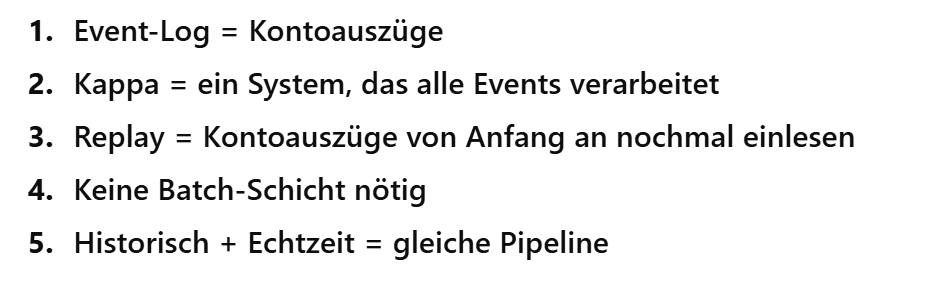 1. Event-Log = Kontoauszüge
2. Kappa = ein System, das alle Events verarbeitet
3. Replay = Kontoauszüge von Anfang an nochmal einlesen
4. Keine Batch-Schicht nötig
5. Historisch + Echtzeit = gleiche Pipeline